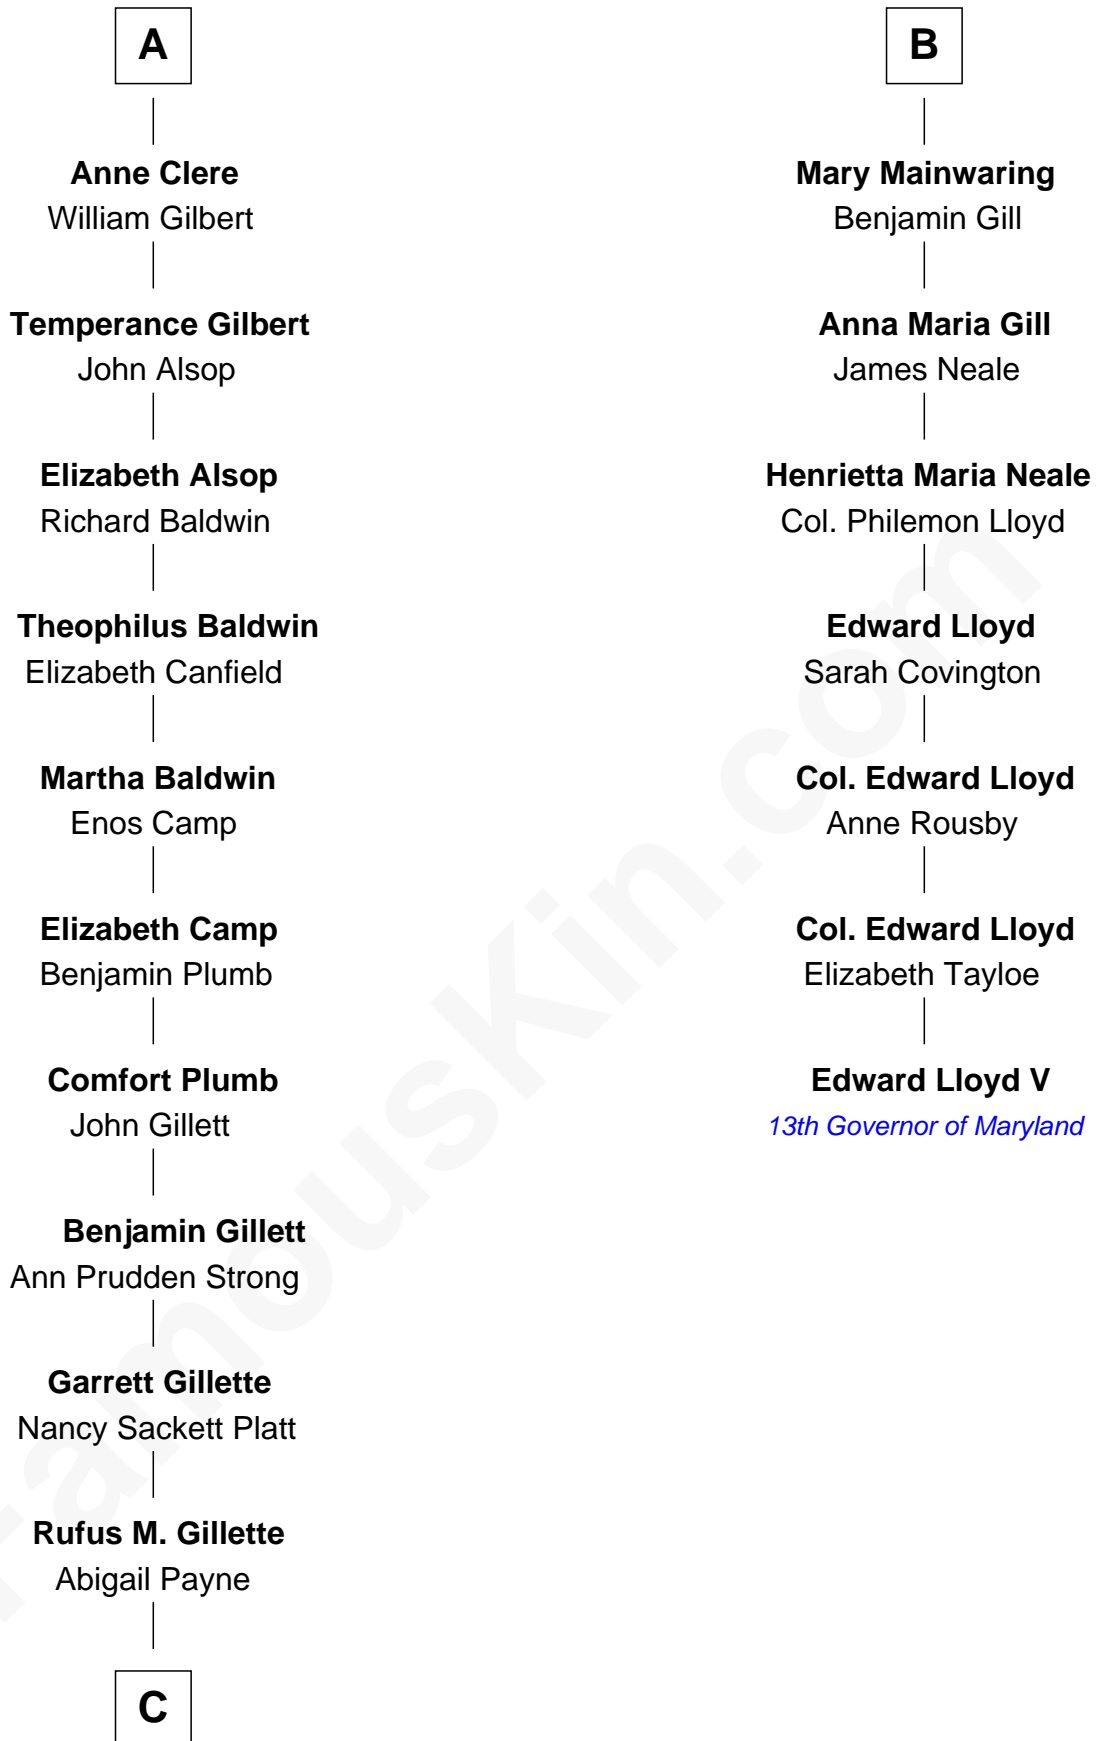 A
Anne Clere
William Gilbert
Temperance Gilbert
John Alsop
Elizabeth Alsop
Richard Baldwin
Theophilus Baldwin
Elizabeth Canfield
Martha Baldwin
Enos Camp
Elizabeth Camp
Benjamin Plumb
Comfort Plumb
John Gillett
Benjamin Gillett
Ann Prudden Strong
Garrett Gillette
Nancy Sackett Platt
Rufus M. Gillette
Abigail Payne
C
B
Mary Mainwaring
Benjamin Gill
Anna Maria Gill
James Neale
Henrietta Maria Neale
Col. Philemon Lloyd
Edward Lloyd
Sarah Covington
Col. Edward Lloyd
Anne Rousby
Col. Edward Lloyd
Elizabeth Tayloe
Edward Lloyd V
13th Governor of Maryland
FamousKin.com